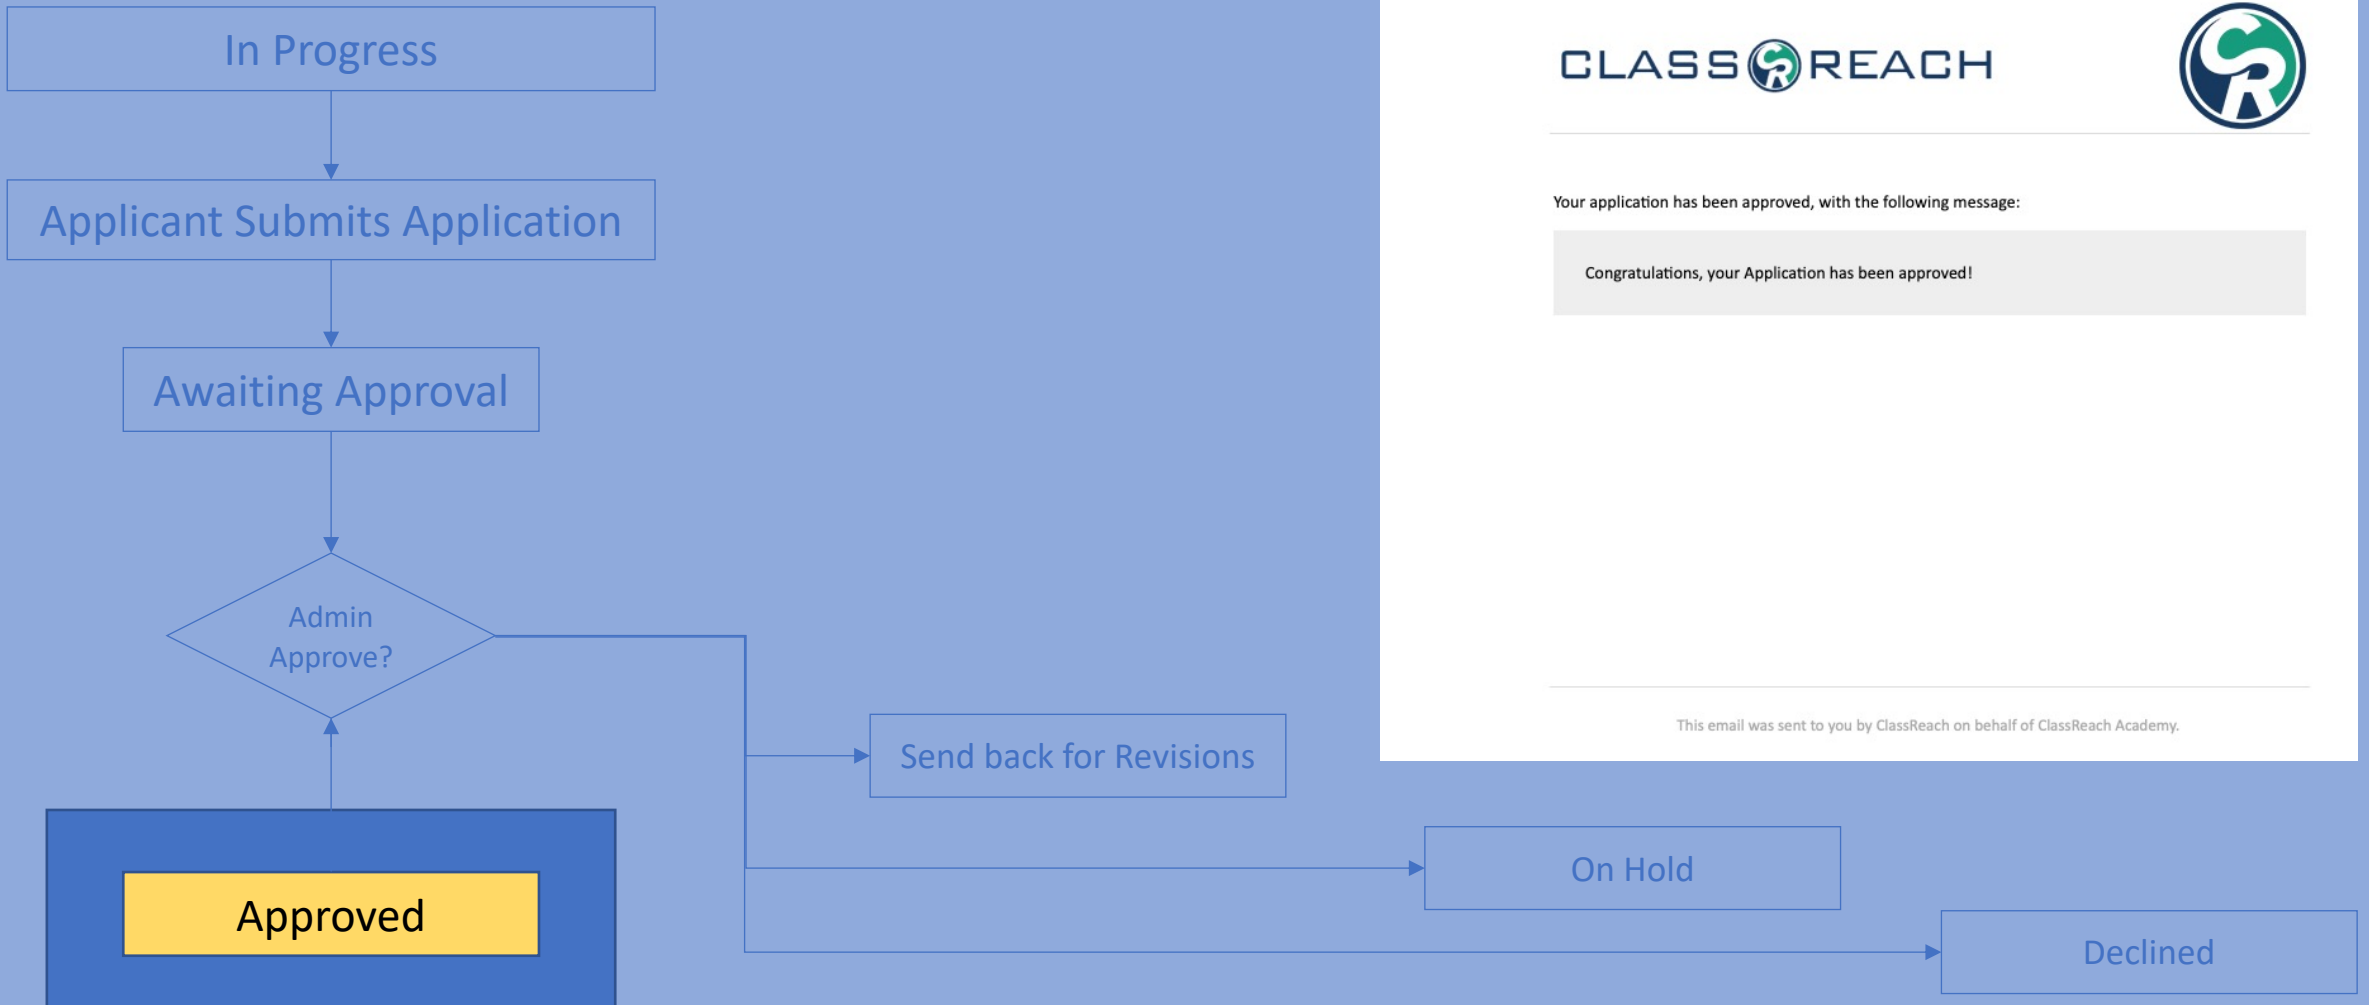 In Progress
Applicant Submits Application
Awaiting Approval
Admin
Approve?
Send back for Revisions
On Hold
Declined
Approved
CLASS REACH
Your application has been approved, with the following message:
Congratulations, your Application has been approved!
This email was sent to you by ClassReach on behalf of ClassReach Academy.